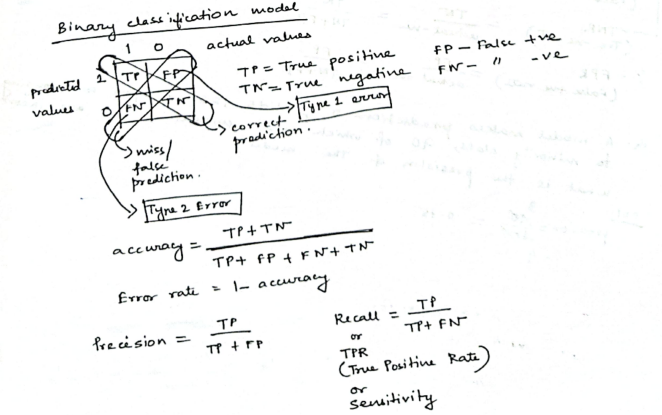 Binary classification model
1 0 actual values
predicted values
1 TP FP
0 FN TN
TP = True positive
TN = True negative
FP - False +ve
FN - " -ve
Type 1 error
correct prediction.
miss/
false
prediction.
Type 2 Error
accuracy = TP + TN / TP + FP + FN + TN
Error rate = 1 - accuracy
Precision = TP / TP + FP
Recall = TP / TP + FN
or
TPR
(True Positive Rate)
or
Sensitivity